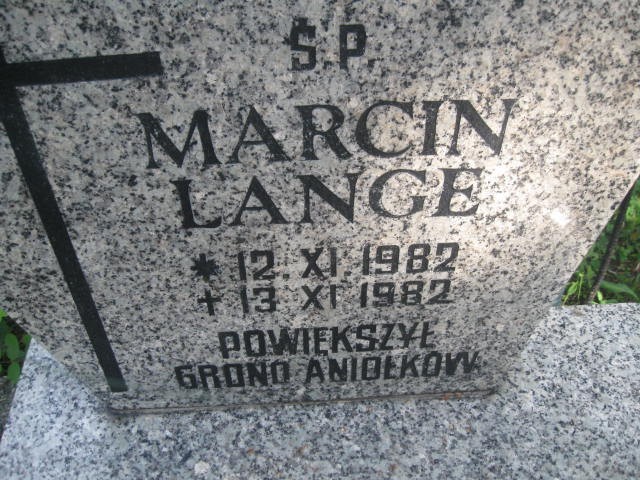 Ś.P.
MARCIN
LANGE
* 12. XI. 1982
+ 13 XI 1982
POWIĘKSZYŁ
GRONO ANIOŁKÓW.